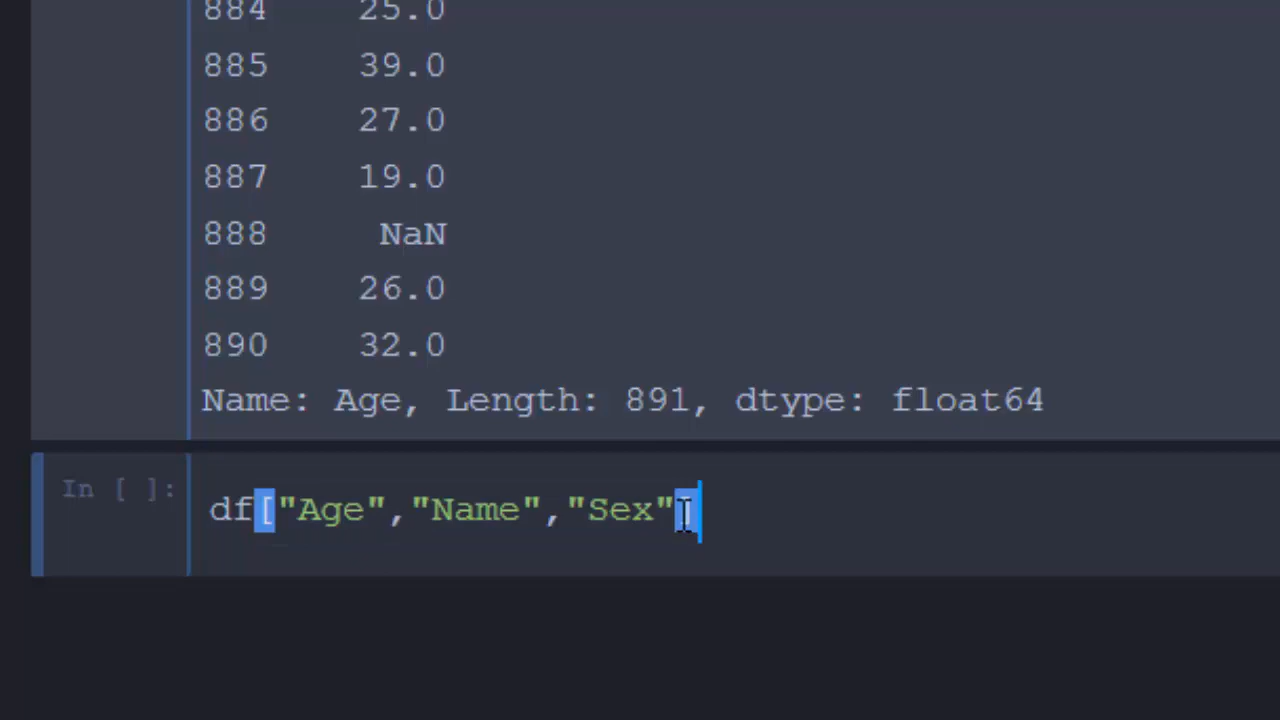 884    25.0
885    39.0
886    27.0
887    19.0
888     NaN
889    26.0
890    32.0
Name: Age, Length: 891, dtype: float64
In [ ]:
df["Age","Name","Sex"]